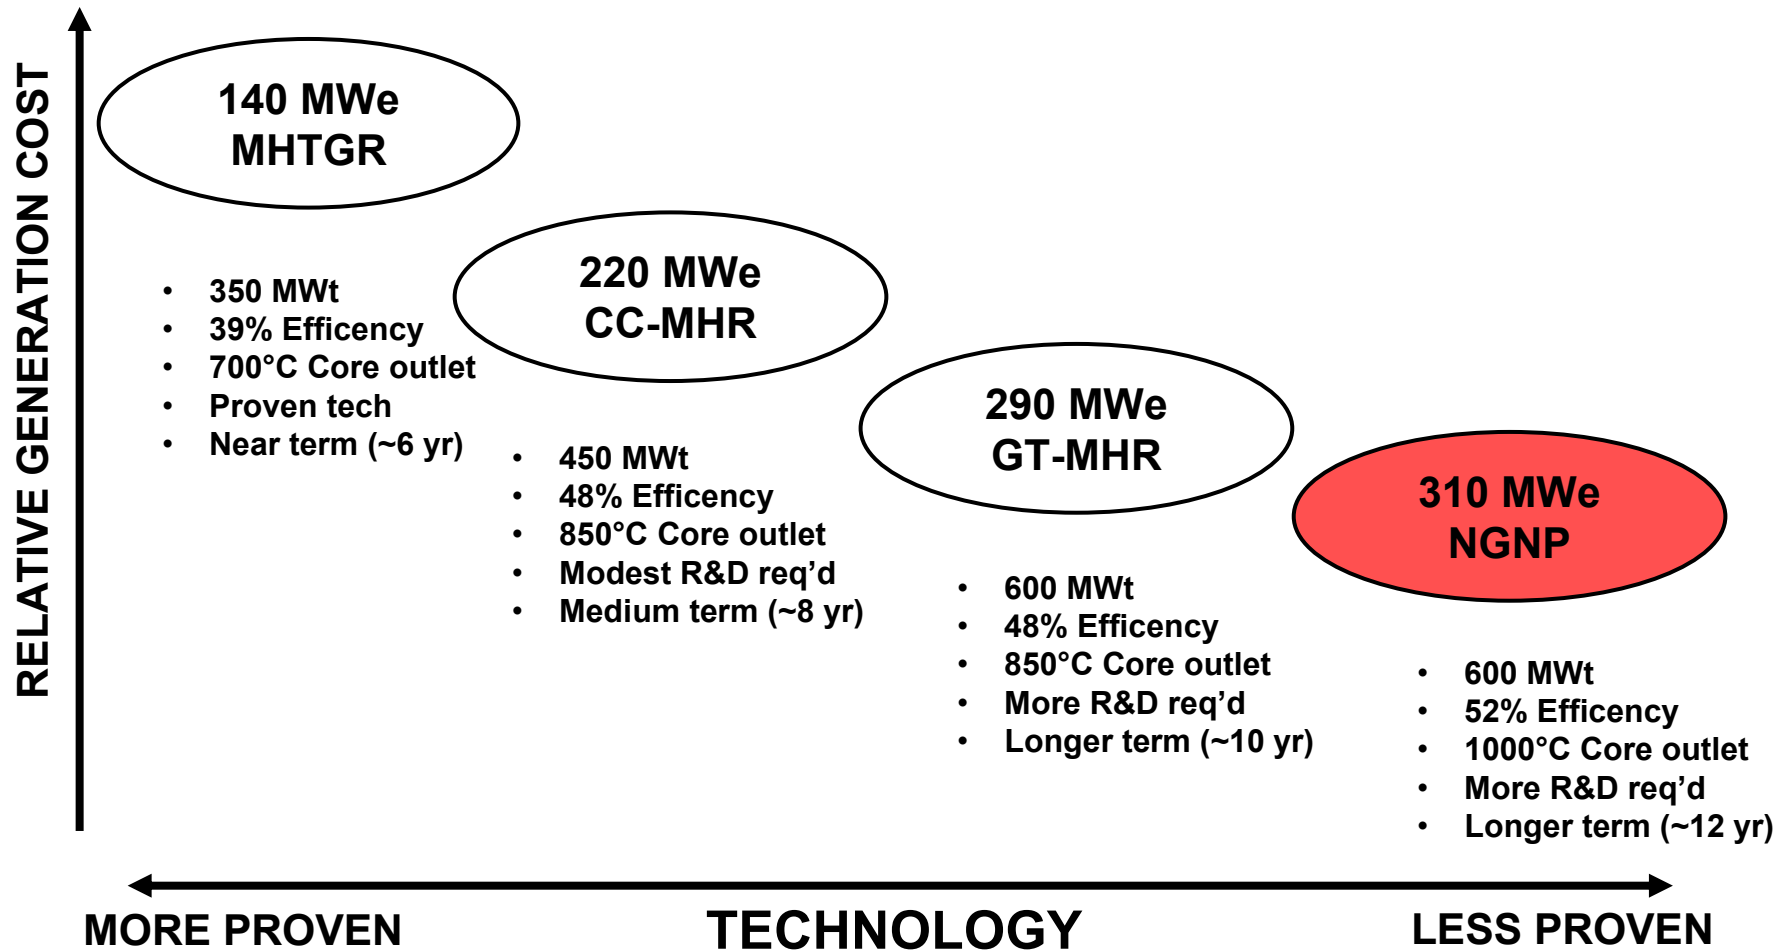 RELATIVE GENERATION COST
140 MWe
MHTGR
• 350 MWt
• 39% Efficency
• 700°C Core outlet
• Proven tech
• Near term (~6 yr)
220 MWe
CC-MHR
• 450 MWt
• 48% Efficency
• 850°C Core outlet
• Modest R&D req’d
• Medium term (~8 yr)
290 MWe
GT-MHR
• 600 MWt
• 48% Efficency
• 850°C Core outlet
• More R&D req’d
• Longer term (~10 yr)
310 MWe
NGNP
• 600 MWt
• 52% Efficency
• 1000°C Core outlet
• More R&D req’d
• Longer term (~12 yr)
MORE PROVEN
TECHNOLOGY
LESS PROVEN